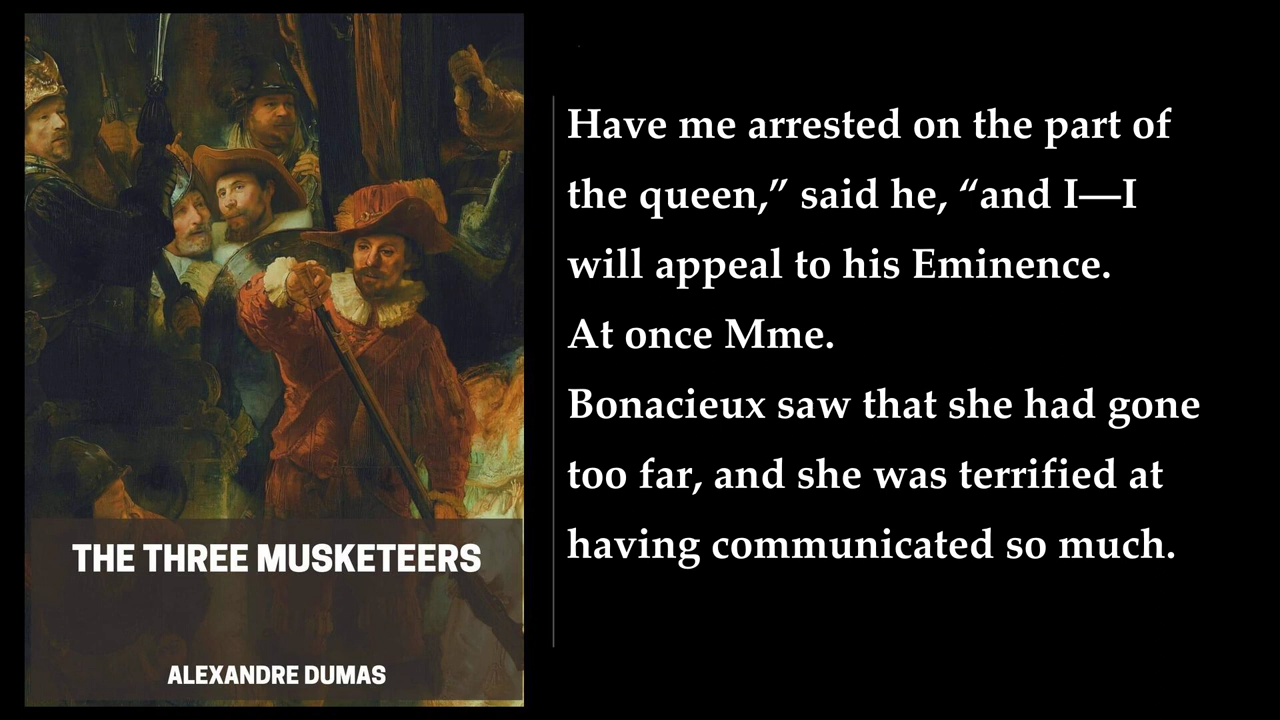 THE THREE MUSKETEERS
ALEXANDRE DUMAS
Have me arrested on the part of
the queen,” said he, “and I—I
will appeal to his Eminence.
At once Mme.
Bonacieux saw that she had gone
too far, and she was terrified at
having communicated so much.